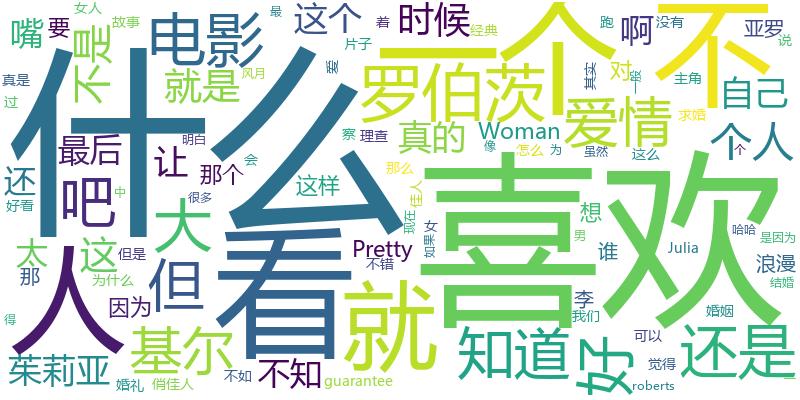 女人
故事
最
这个
着
时候
经典
一个
跑
没有
不
嘴
要
电影
不是
片子
啊
亚罗
说
真是
风月
就是
爱
罗伯茨
其实
对
一般
主角
自己
过
什么
最后
明白
让
察
理查
真的
Woman
爱情
求婚
个人
还
吧
那个
会
那么
像
怎么
为
虽然
这么
个
好看
中
很多
这样
现在
佳人
喜欢
想
太
这
大
看
Pretty
如果
女
男
谁
Julia
哈哈
是因为
那
但是
但
不错
浪漫
人
为什么
因为
就
李
我们
结婚
得
基尔
知道
好
婚姻
还是
茱莉亚
婚礼
俏佳人
不如
不知
guarantee
可以
觉得
roberts
一